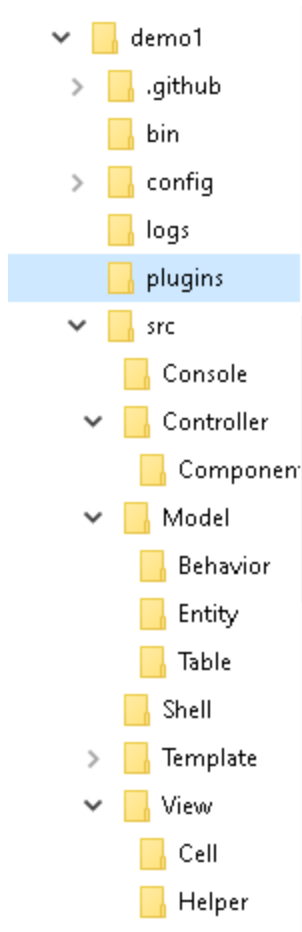 demo1
.github
bin
config
logs
plugins
src
Console
Controller
Componen
Model
Behavior
Entity
Table
Shell
Template
View
Cell
Helper